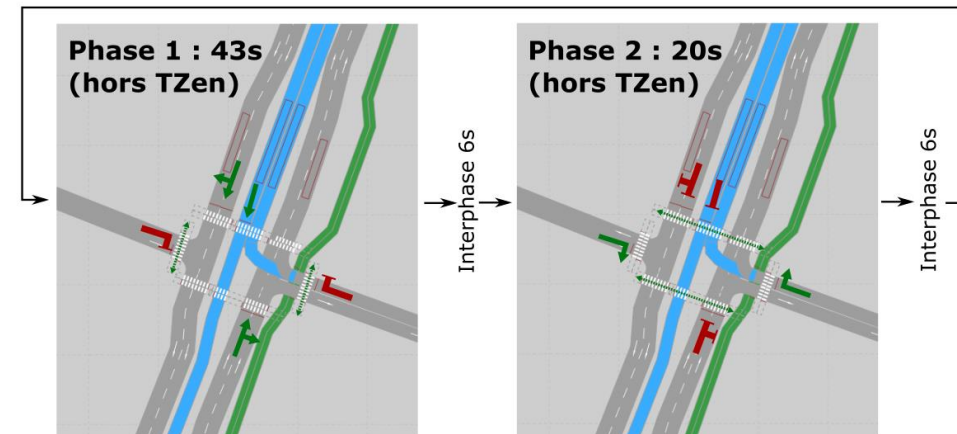 Phase 1 : 43s
(hors TZen)
Interphase 6s
Phase 2 : 20s
(hors TZen)
Interphase 6s